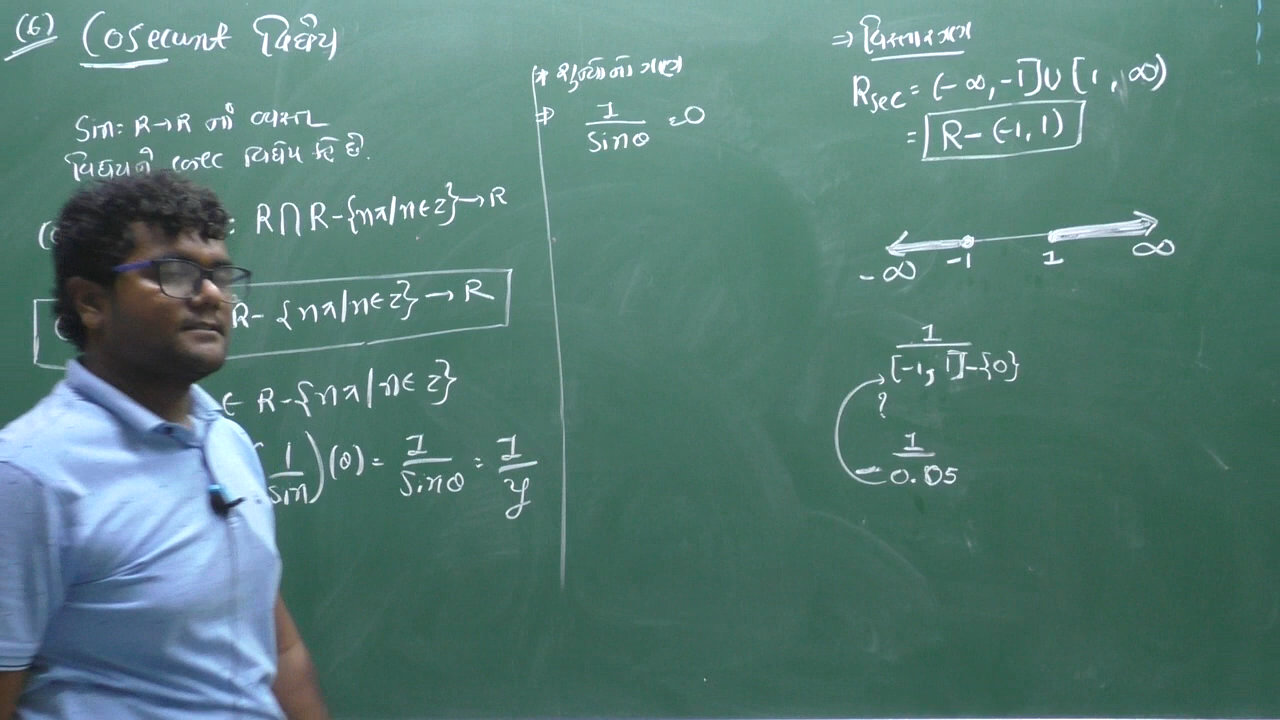 (6) Cosecant વિધેય
Sin: R→R ના વ્યસ્ત
વિધેયને cosec વિધેય કહે છે.
: R∩R-{nπ/n∈z}→R
R-{nπ/n∈z}→R
∈ R-{nπ/n∈z}
(1/sin)(θ) = 1/sinθ = 1/y
* શૂન્યોનો ગણ
⇒ 1/sinθ = 0
⇒ વિસ્તારગણ
Rsec = (-∞,-1]∪[1,∞)
= R-(-1,1)
-∞ -1 1 ∞
1/[-1,1]-{0}
?
1/0.05